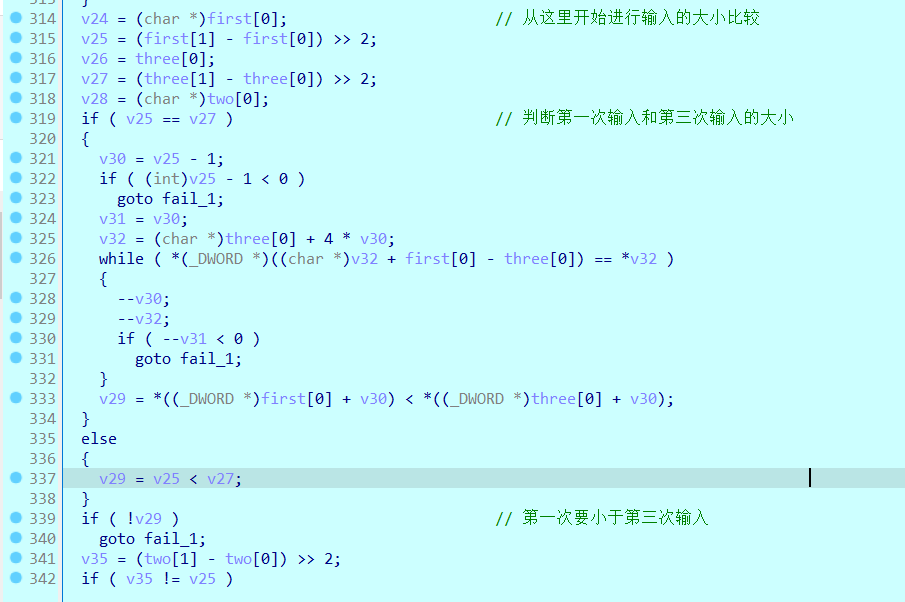 314 v24 = (char *)first[0]; // 从这里开始进行输入的大小比较
315 v25 = (first[1] - first[0]) >> 2;
316 v26 = three[0];
317 v27 = (three[1] - three[0]) >> 2;
318 v28 = (char *)two[0];
319 if ( v25 == v27 ) // 判断第一次输入和第三次输入的大小
320 {
321 v30 = v25 - 1;
322 if ( (int)v25 - 1 < 0 )
323 goto fail_1;
324 v31 = v30;
325 v32 = (char *)three[0] + 4 * v30;
326 while ( *(_DWORD *)((char *)v32 + first[0] - three[0]) == *v32 )
327 {
328 --v30;
329 --v32;
330 if ( --v31 < 0 )
331 goto fail_1;
332 }
333 v29 = *((_DWORD *)first[0] + v30) < *((_DWORD *)three[0] + v30);
334 }
335 else
336 {
337 v29 = v25 < v27;
338 }
339 if ( !v29 ) // 第一次要小于第三次输入
340 goto fail_1;
341 v35 = (two[1] - two[0]) >> 2;
342 if ( v35 != v25 )